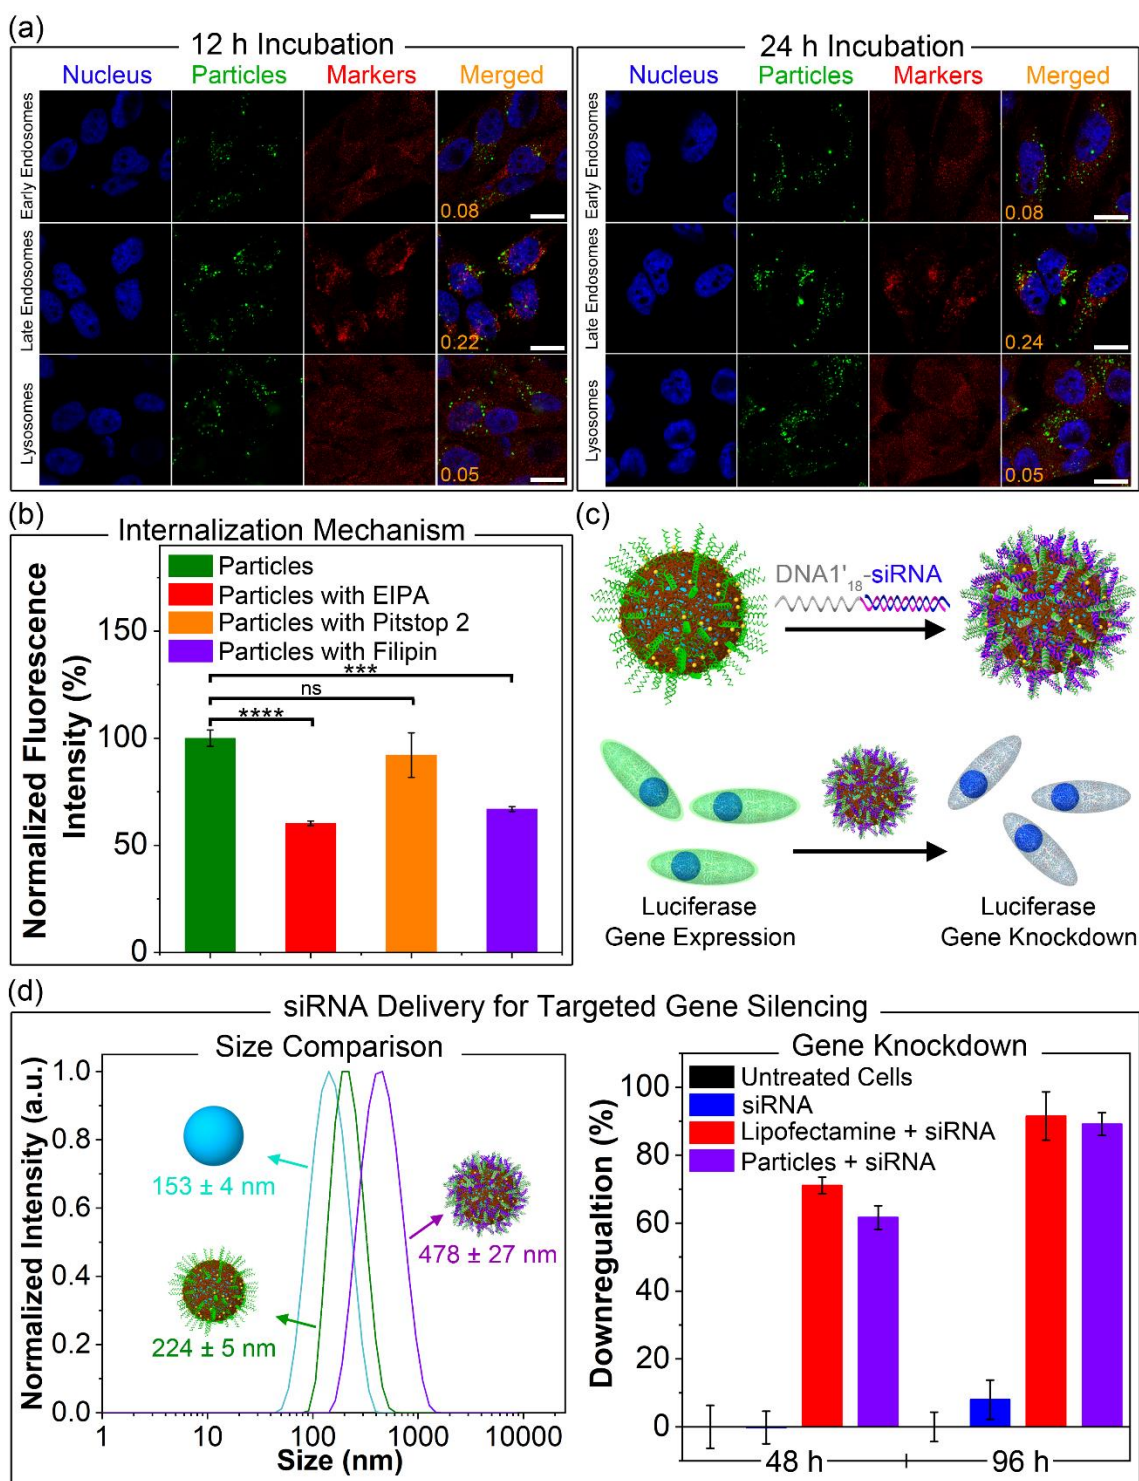 (a)
12 h Incubation
Nucleus Particles Markers Merged
Early Endosomes
0.08
Late Endosomes
0.22
Lysosomes
0.05
24 h Incubation
Nucleus Particles Markers Merged
Early Endosomes
0.08
Late Endosomes
0.24
Lysosomes
0.05
(b)
Internalization Mechanism
Particles
Particles with EIPA
Particles with Pitstop 2
Particles with Filipin
Normalized Fluorescence
Intensity (%)
150
100
50
0
***
ns
****
(c)
DNA1'18-siRNA
Luciferase
Gene Expression
Luciferase
Gene Knockdown
(d)
siRNA Delivery for Targeted Gene Silencing
Size Comparison
Normalized Intensity (a.u.)
1.0
0.8
0.6
0.4
0.2
0.0
153 ± 4 nm
478 ± 27 nm
224 ± 5 nm
1 10 100 1000 10000
Size (nm)
Gene Knockdown
Untreated Cells
siRNA
Lipofectamine + siRNA
Particles + siRNA
Downregualtion (%)
100
80
60
40
20
0
48 h 96 h